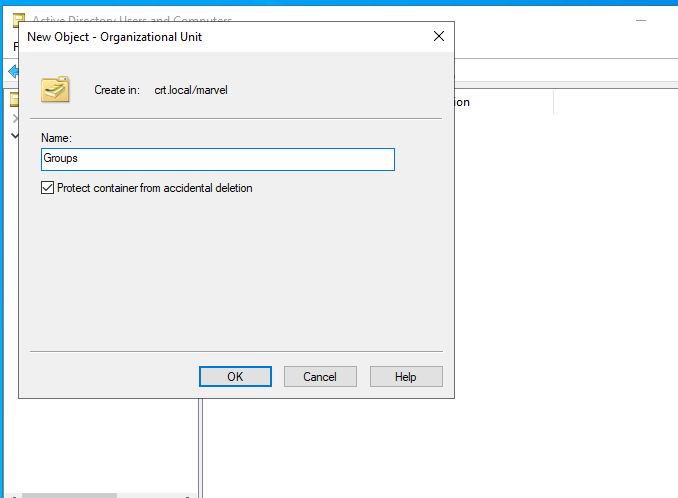 Active Directory Users and Computers
New Object - Organizational Unit
Create in: crt.local/marvel
Name:
Groups
Protect container from accidental deletion
OK Cancel Help